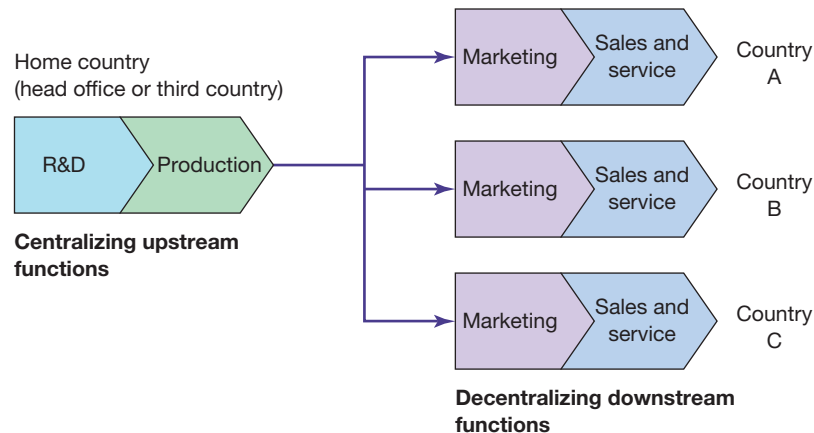 Home country
(head office or third country)
R&D
Production
Centralizing upstream
functions
Marketing
Sales and
service
Country
A
Marketing
Sales and
service
Country
B
Marketing
Sales and
service
Country
C
Decentralizing downstream
functions